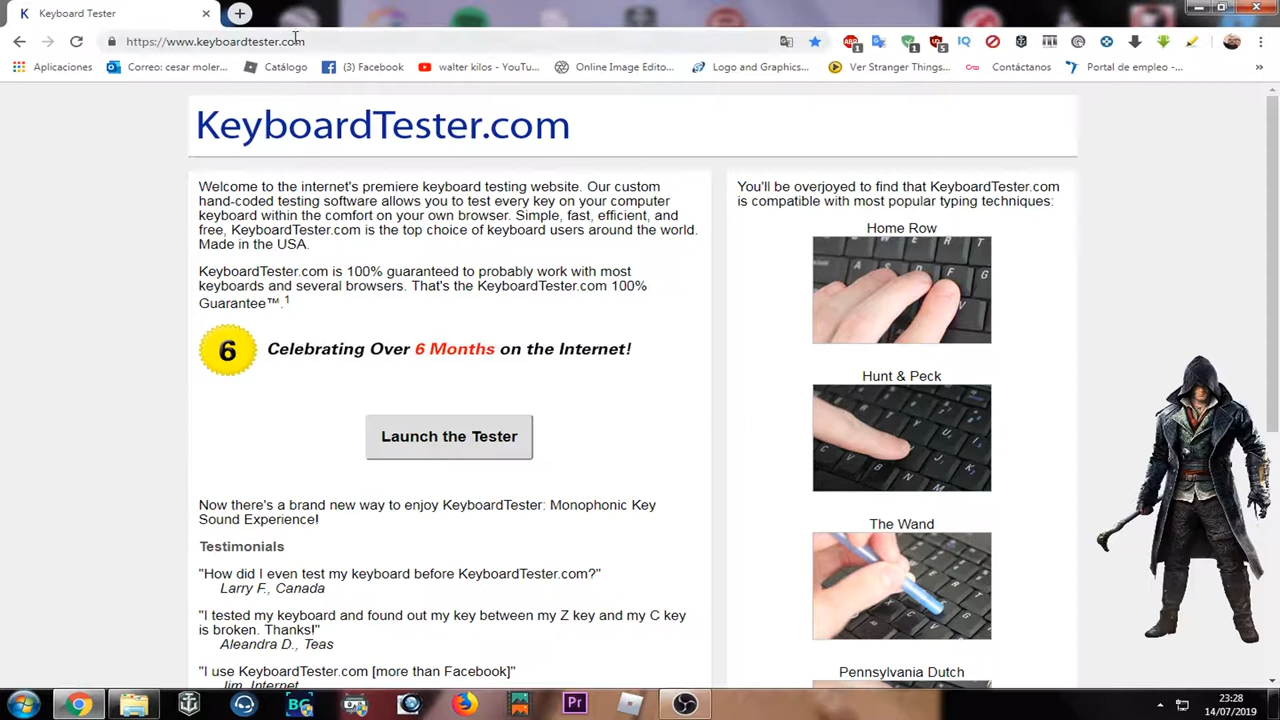 Keyboard Tester
https://www.keyboardtester.com
Aplicaciones
Correo: cesar moler...
Catálogo
(3) Facebook
walter kilos - YouTu...
Online Image Edito...
Logo and Graphics...
Ver Stranger Things...
Contáctanos
Portal de empleo -...
»
KeyboardTester.com
Welcome to the internet's premiere keyboard testing website. Our custom
hand-coded testing software allows you to test every key on your computer
keyboard within the comfort on your own browser. Simple, fast, efficient, and
free, KeyboardTester.com is the top choice of keyboard users around the world.
Made in the USA.
KeyboardTester.com is 100% guaranteed to probably work with most
keyboards and several browsers. That's the KeyboardTester.com 100%
Guarantee™.1
6
Celebrating Over 6 Months on the Internet!
Launch the Tester
Now there's a brand new way to enjoy KeyboardTester: Monophonic Key
Sound Experience!
Testimonials
"How did I even test my keyboard before KeyboardTester.com?"
Larry F., Canada
"I tested my keyboard and found out my key between my Z key and my C key
is broken. Thanks!"
Aleandra D., Teas
"I use KeyboardTester.com [more than Facebook]"
Jim, Internet
You'll be overjoyed to find that KeyboardTester.com
is compatible with most popular typing techniques:
Home Row
Hunt & Peck
The Wand
Pennsylvania Dutch
23:28
14/07/2019